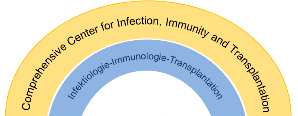 Comprehensive Center for Infection, Immunity and Transplantation
Infektiologie-Immunologie-Transplantation